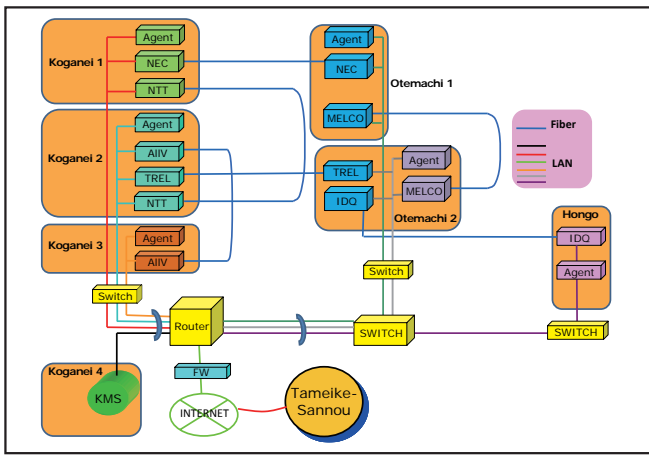 Koganei 1
Agent
NEC
NTT
Koganei 2
Agent
AIIV
TREL
NTT
Koganei 3
Agent
AIIV
Switch
Koganei 4
KMS
Router
FW
INTERNET
Tameike-
Sannou
Agent
NEC
MELCO
Otemachi 1
TREL
IDQ
Agent
MELCO
Otemachi 2
Switch
SWITCH
Fiber
LAN
Hongo
IDQ
Agent
SWITCH